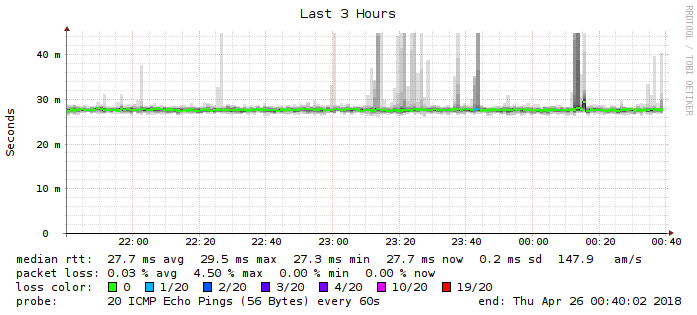 Last 3 Hours
RRDTOOL / TOBI OETIKER
Seconds
40 m
30 m
20 m
10 m
0
22:00 22:20 22:40 23:00 23:20 23:40 00:00 00:20 00:40
median rtt: 27.7 ms avg 29.5 ms max 27.3 ms min 27.7 ms now 0.2 ms sd 147.9 am/s
packet loss: 0.03 % avg 4.50 % max 0.00 % min 0.00 % now
loss color: 0 1/20 2/20 3/20 4/20 10/20 19/20
probe: 20 ICMP Echo Pings (56 Bytes) every 60s end: Thu Apr 26 00:40:02 2018